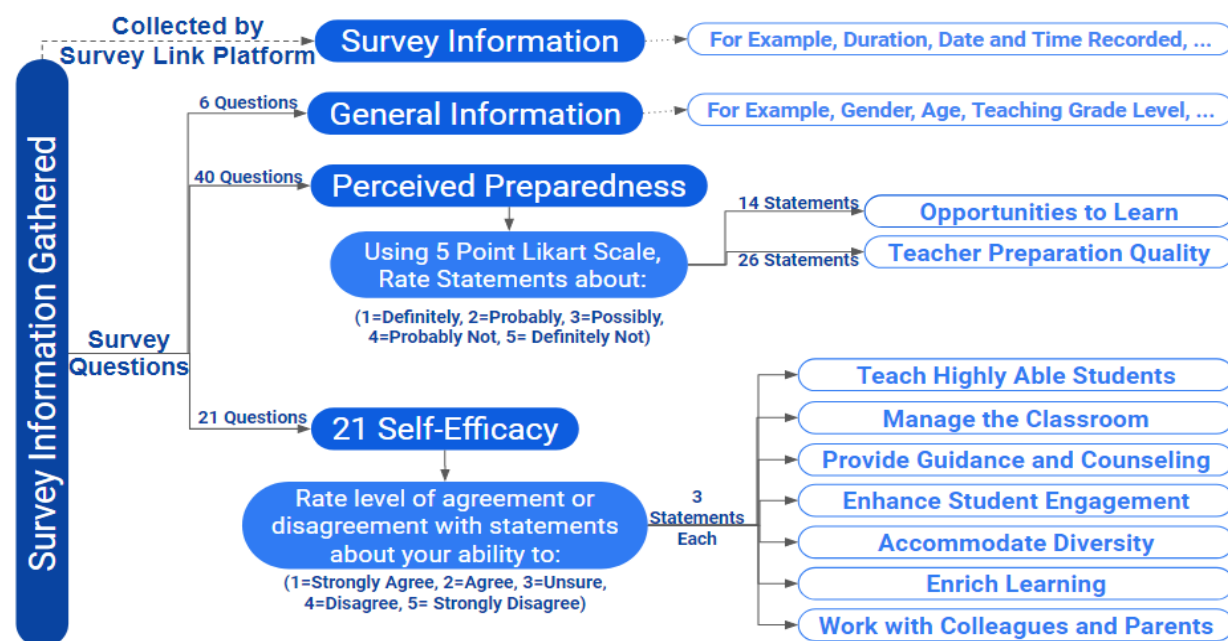 Survey Information Gathered
Collected by
Survey Link Platform
Survey Information
For Example, Duration, Date and Time Recorded, ...
6 Questions
General Information
For Example, Gender, Age, Teaching Grade Level, ...
40 Questions
Perceived Preparedness
Using 5 Point Likart Scale,
Rate Statements about:
(1=Definitely, 2=Probably, 3=Possibly,
4=Probably Not, 5= Definitely Not)
14 Statements
Opportunities to Learn
26 Statements
Teacher Preparation Quality
Survey
Questions
21 Questions
21 Self-Efficacy
Rate level of agreement or
disagreement with statements
about your ability to:
(1=Strongly Agree, 2=Agree, 3=Unsure,
4=Disagree, 5= Strongly Disagree)
3
Statements
Each
Teach Highly Able Students
Manage the Classroom
Provide Guidance and Counseling
Enhance Student Engagement
Accommodate Diversity
Enrich Learning
Work with Colleagues and Parents